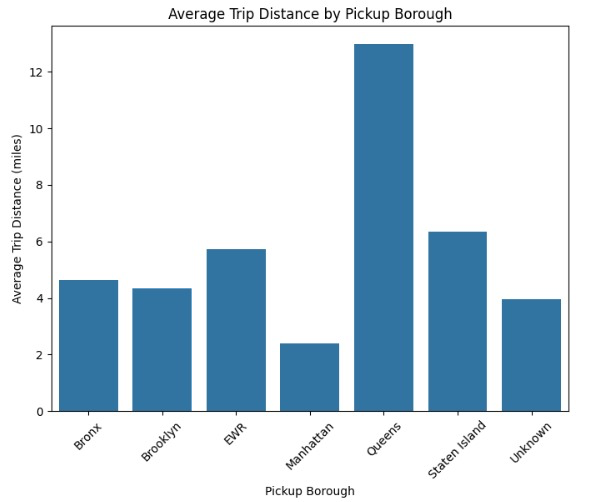 Average Trip Distance by Pickup Borough
Average Trip Distance (miles)
12
10
8
6
4
2
0
Bronx
Brooklyn
EWR
Manhattan
Queens
Staten Island
Unknown
Pickup Borough